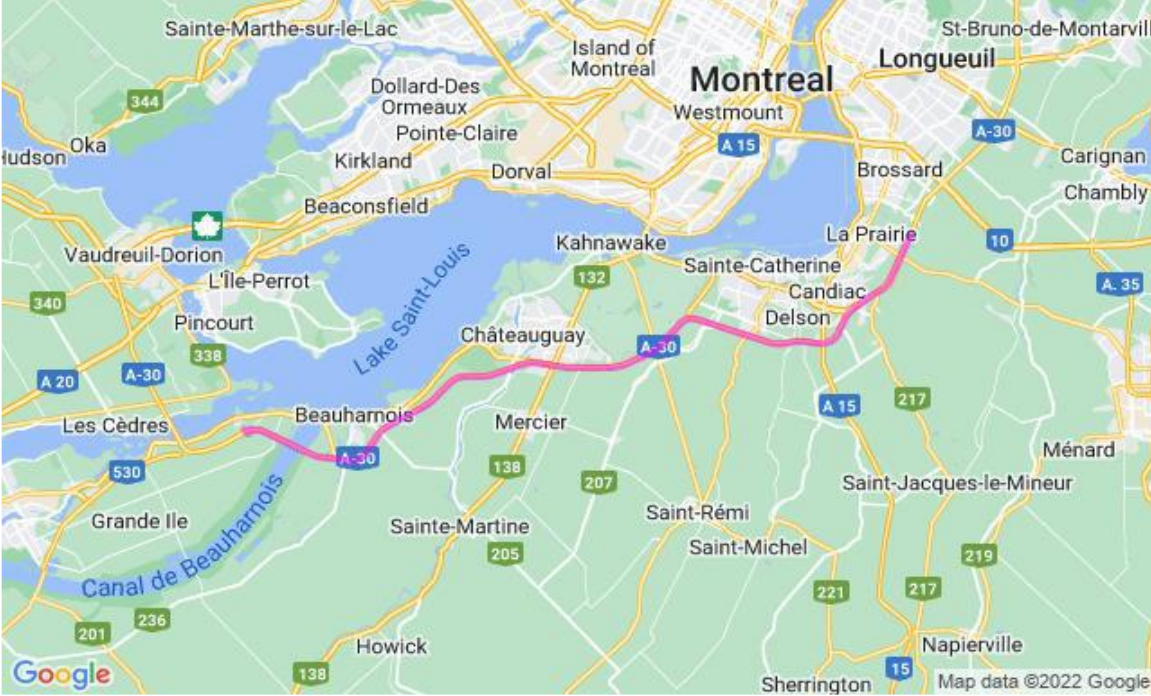 Sainte-Marthe-sur-le-Lac
St-Bruno-de-Montarvill
Island of
Montreal
Longueuil
Montreal
Dollard-Des
Ormeaux
344
Westmount
Pointe-Claire
A 15
A-30
Oka
Hudson
Kirkland
Carignan
Dorval
Brossard
Chambly
Beaconsfield
La Prairie
Kahnawake
10
Vaudreuil-Dorion
Sainte-Catherine
L'Île-Perrot
132
A. 35
340
Candiac
Lake Saint-Louis
Pincourt
Delson
Châteauguay
A-30
338
A 20
A-30
217
A 15
Beauharnois
Les Cèdres
Mercier
Ménard
A-30
138
530
207
Saint-Jacques-le-Mineur
Saint-Rémi
Grande Ile
Sainte-Martine
Canal de Beauharnois
Saint-Michel
205
219
221
217
236
201
Howick
Napierville
15
138
Sherrington
Google
Map data ©2022 Google